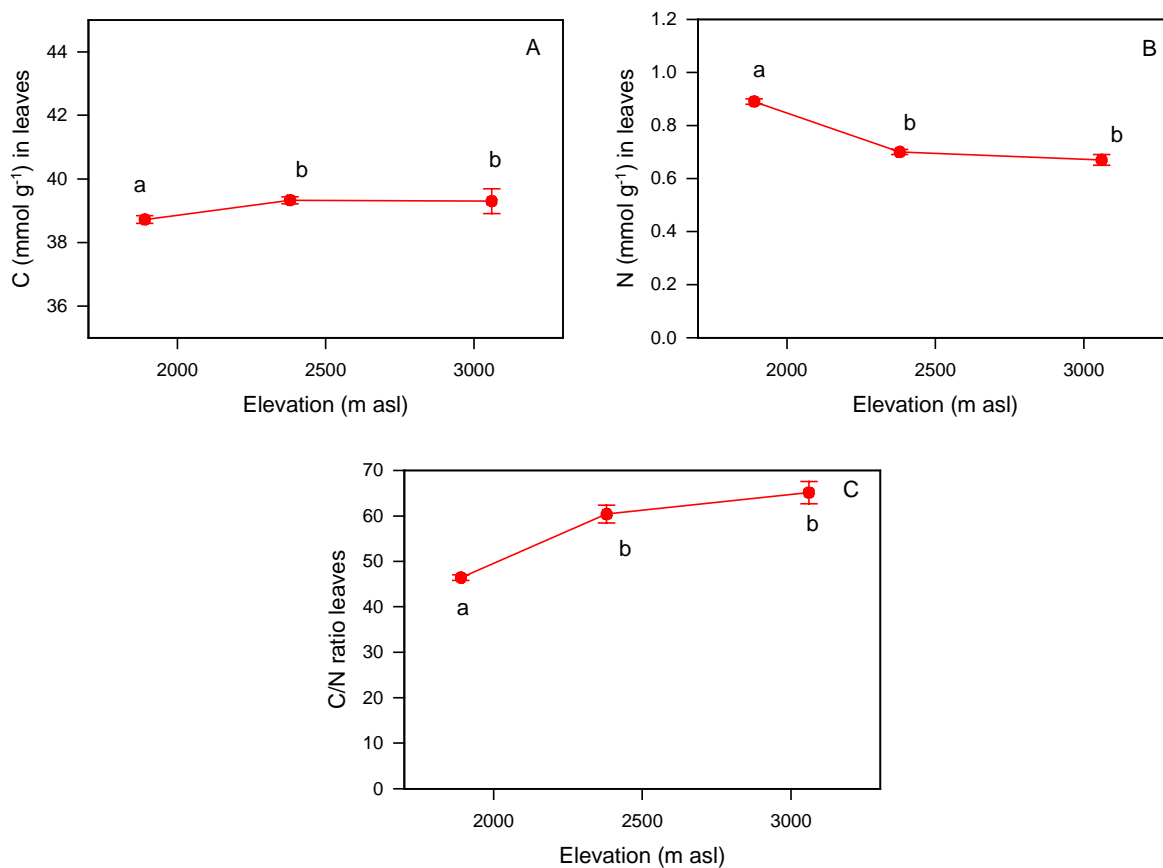 A
C (mmol g⁻¹) in leaves
44
42
40
38
36
a
b
b
2000
2500
3000
Elevation (m asl)
B
N (mmol g⁻¹) in leaves
1.2
1.0
0.8
0.6
0.4
0.2
0.0
a
b
b
2000
2500
3000
Elevation (m asl)
C
C/N ratio leaves
70
60
50
40
30
20
10
0
a
b
b
2000
2500
3000
Elevation (m asl)